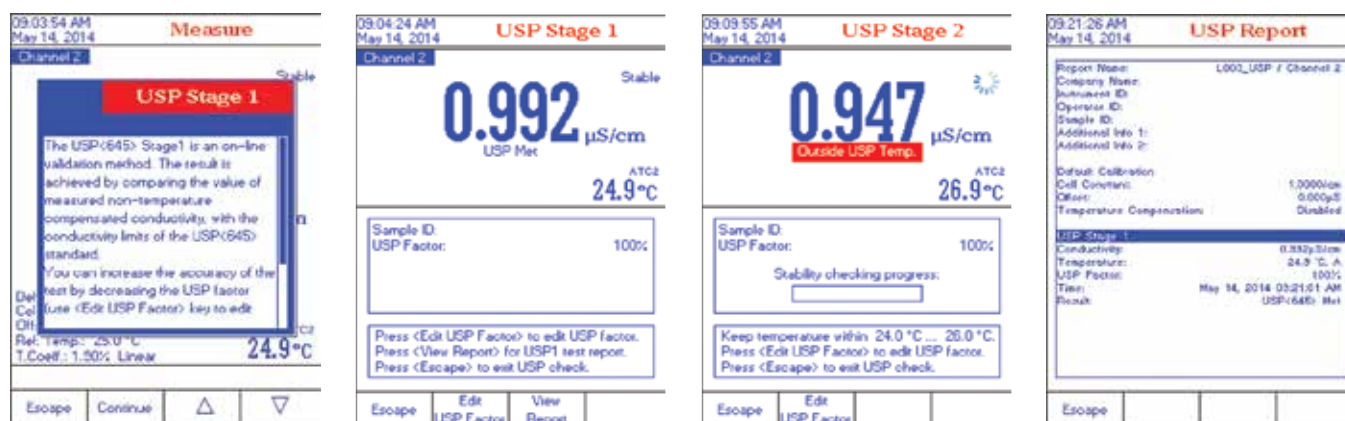 09:03:54 AM
May 14, 2014
Measure
Channel 2
Stable
USP Stage 1
The USP<645> Stage1 is an on-line
validation method. The result is
achieved by comparing the value of
measured non-temperature
compensated conductivity, with the
conductivity limits of the USP<645>
standard.
You can increase the accuracy of the
test by decreasing the USP factor
(use <Edit USP Factor> key to edit
Ref. Temp.: 25.0 °C
T.Coeff.: 1.90% Linear
24.9°C
Escape
Continue
△
▽
09:04:24 AM
May 14, 2014
USP Stage 1
Channel 2
Stable
0.992 µS/cm
USP Met
ATC2
24.9°C
Sample ID:
USP Factor: 100%
Press <Edit USP Factor> to edit USP factor.
Press <View Report> for USP1 test report.
Press <Escape> to exit USP check.
Escape
Edit
USP Factor
View
Report
09:09:55 AM
May 14, 2014
USP Stage 2
Channel 2
0.947 µS/cm
Outside USP Temp.
ATC2
26.9°C
Sample ID:
USP Factor: 100%
Stability checking progress:
Keep temperature within 24.0 °C ... 26.0 °C.
Press <Edit USP Factor> to edit USP factor.
Press <Escape> to exit USP check.
Escape
Edit
USP Factor
09:21:26 AM
May 14, 2014
USP Report
Report Name: L003_USP / Channel 2
Company Name:
Instrument ID:
Operator ID:
Sample ID:
Additional Info 1:
Additional Info 2:
Default Calibration
Cell Constant: 1.0000/cm
Offset: 0.000µS
Temperature Compensation: Disabled
USP Stage 1
Conductivity:
Temperature: 24.9 °C, A
USP Factor: 100%
Time: May 14, 2014 09:21:01 AM
Result: USP<645> Met
Escape